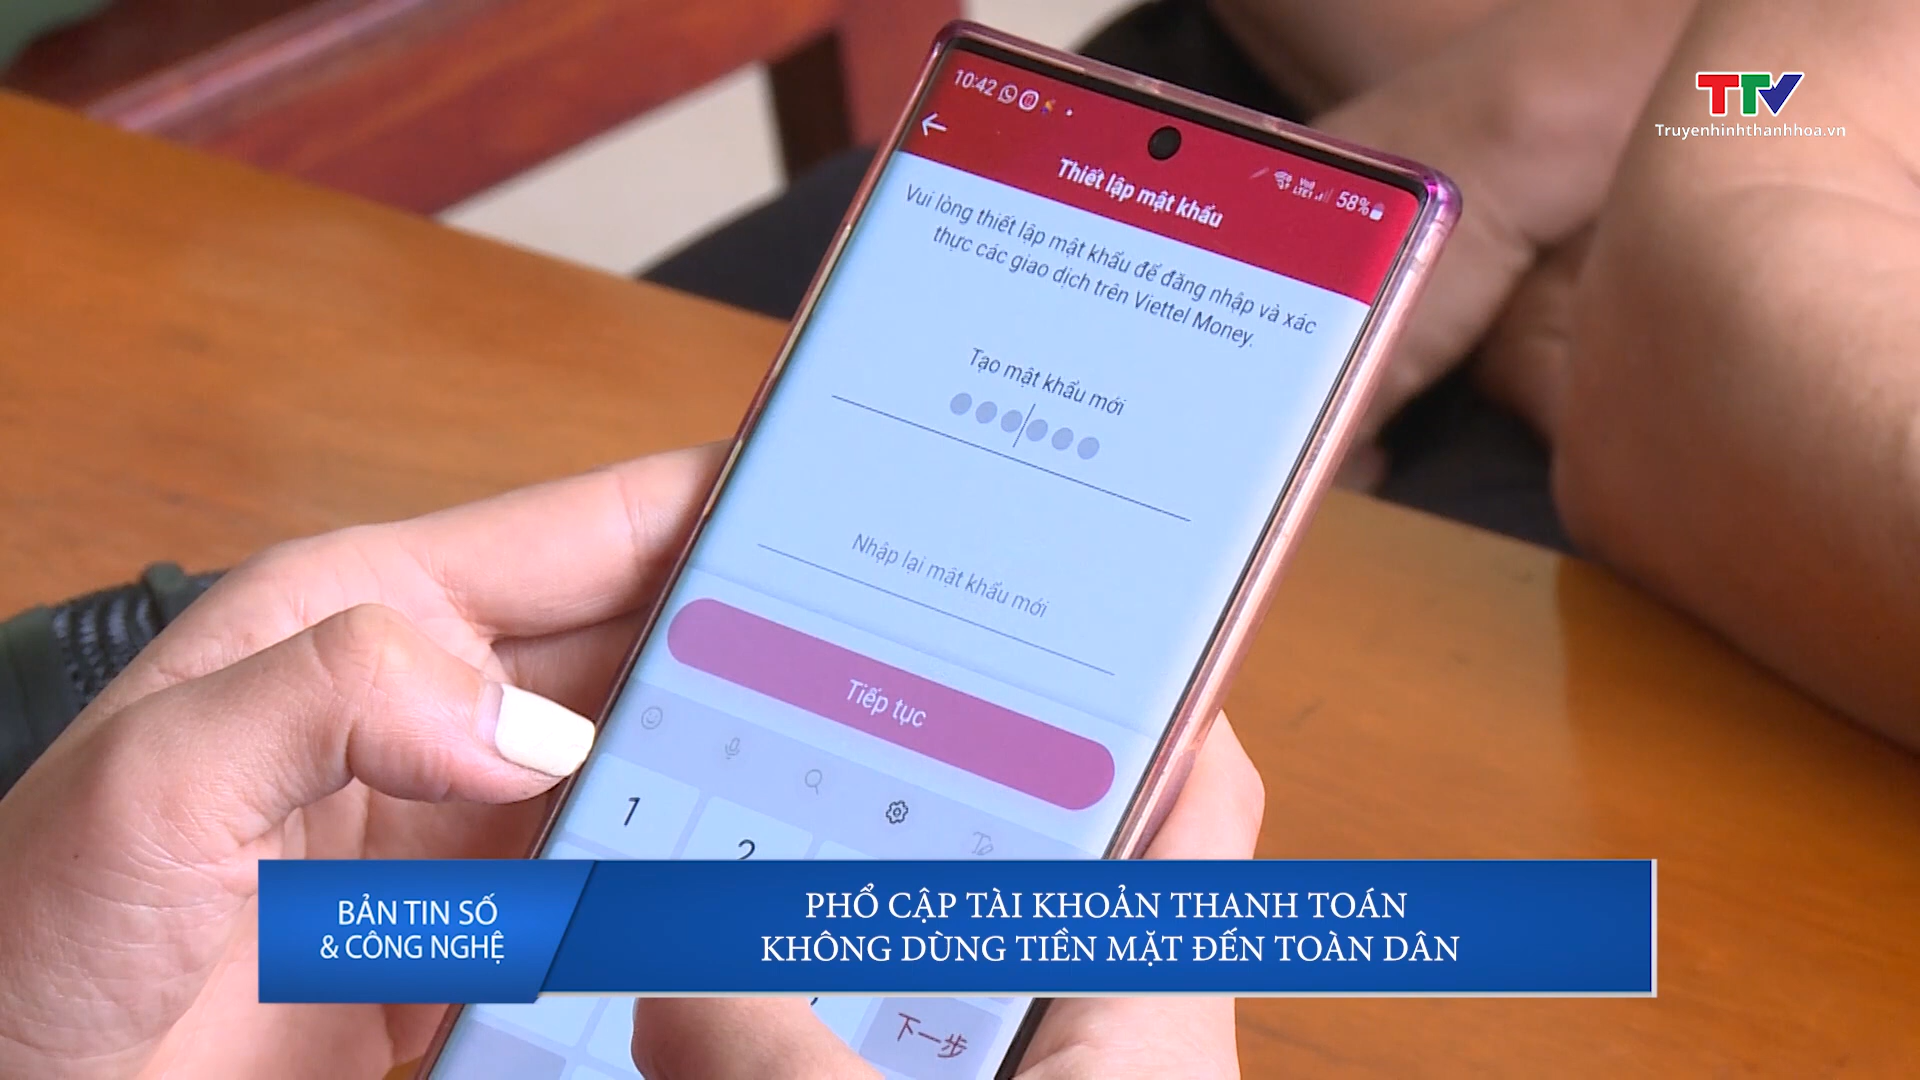 TTV
Truyenhinhthanhhoa.vn
10:42
58%
Thiết lập mật khẩu
Vui lòng thiết lập mật khẩu để đăng nhập và xác
thực các giao dịch trên Viettel Money.
Tạo mật khẩu mới
Nhập lại mật khẩu mới
Tiếp tục
1
2
BẢN TIN SỐ
& CÔNG NGHỆ
PHỔ CẬP TÀI KHOẢN THANH TOÁN
KHÔNG DÙNG TIỀN MẶT ĐẾN TOÀN DÂN
下一步